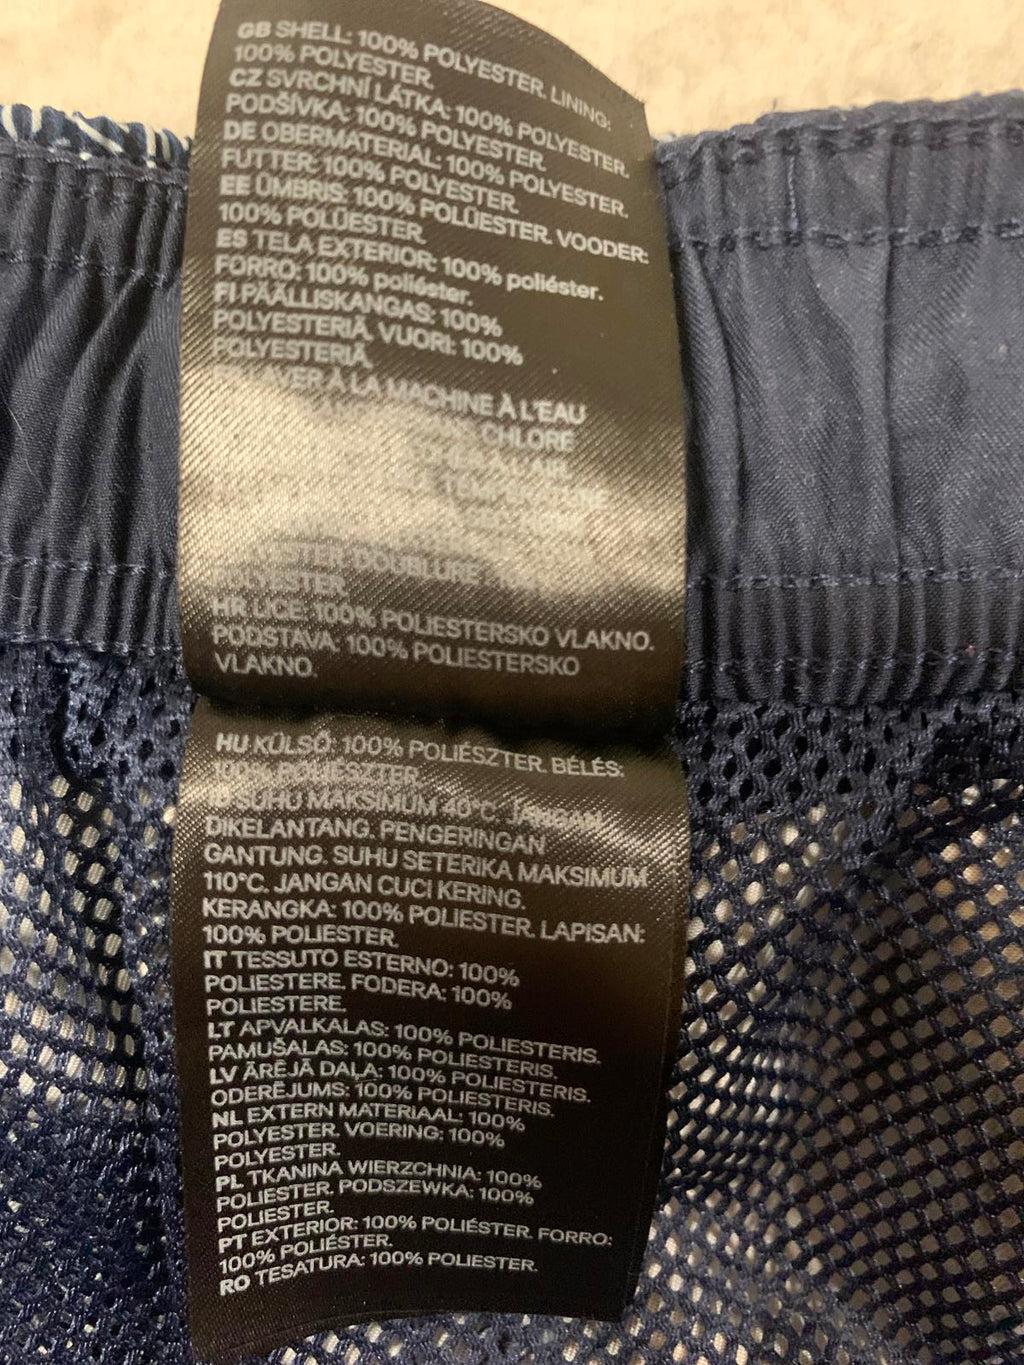 GB SHELL: 100% POLYESTER. LINING:
100% POLYESTER.
CZ SVRCHNÍ LÁTKA: 100% POLYESTER.
PODŠÍVKA: 100% POLYESTER.
DE OBERMATERIAL: 100% POLYESTER.
FUTTER: 100% POLYESTER.
EE ÜMBRIS: 100% POLÜESTER. VOODER:
100% POLÜESTER.
ES TELA EXTERIOR: 100% poliéster.
FORRO: 100% poliéster.
FI PÄÄLLISKANGAS: 100%
POLYESTERIÄ. VUORI: 100%
POLYESTERIÄ.
LAVER À LA MACHINE À L'EAU
CHLORE
À L'AIR.
TEMPÉRATURE
DOUBLURE
POLYESTER.
HR LICE: 100% POLIESTERSKO VLAKNO.
PODSTAVA: 100% POLIESTERSKO
VLAKNO.
HU KÜLSŐ: 100% POLIÉSZTER. BÉLÉS:
100% POLIÉSZTER.
SUHU MAKSIMUM 40°C. JANGAN
DIKELANTANG. PENGERINGAN
GANTUNG. SUHU SETERIKA MAKSIMUM
110°C. JANGAN CUCI KERING.
KERANGKA: 100% POLIESTER. LAPISAN:
100% POLIESTER.
IT TESSUTO ESTERNO: 100%
POLIESTERE. FODERA: 100%
POLIESTERE.
LT APVALKALAS: 100% POLIESTERIS.
PAMUŠALAS: 100% POLIESTERIS.
LV ĀRĒJĀ DAĻA: 100% POLIESTERIS.
ODERĒJUMS: 100% POLIESTERIS.
NL EXTERN MATERIAAL: 100%
POLYESTER. VOERING: 100%
POLYESTER.
PL TKANINA WIERZCHNIA: 100%
POLIESTER. PODSZEWKA: 100%
POLIESTER.
PT EXTERIOR: 100% POLIÉSTER. FORRO:
100% POLIÉSTER.
RO TESATURA: 100% POLIESTER.